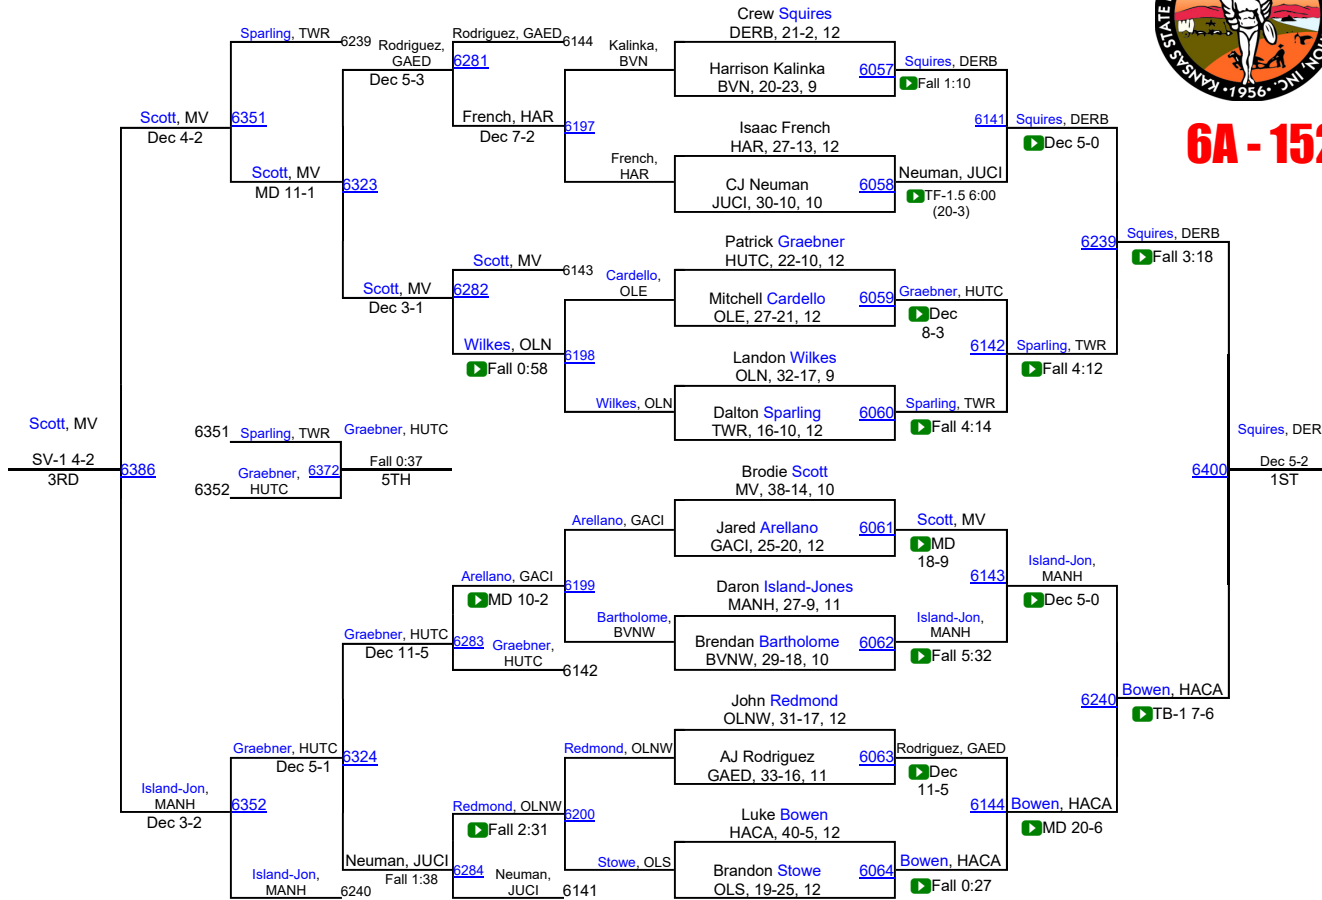 Crew Squires
DERB, 21-2, 12
Sparling, TWR
6239
Rodriguez,
GAED
Dec 5-3
Rodriguez, GAED
6144
6281
Kalinka,
BVN
Harrison Kalinka
BVN, 20-23, 9
6057
Squires, DERB
Fall 1:10
KANSAS STATE
ION, INC.
•1956•
6A - 152
Scott, MV
Dec 4-2
6351
French, HAR
Dec 7-2
6197
Isaac French
HAR, 27-13, 12
6141
Squires, DERB
Dec 5-0
Scott, MV
MD 11-1
6323
French,
HAR
CJ Neuman
JUCI, 30-10, 10
6058
Neuman, JUCI
TF-1.5 6:00
(20-3)
Patrick Graebner
HUTC, 22-10, 12
6239
Squires, DERB
Fall 3:18
Scott, MV
6143
Scott, MV
Dec 3-1
6282
Cardello,
OLE
Mitchell Cardello
OLE, 27-21, 12
6059
Graebner, HUTC
Dec
8-3
Wilkes, OLN
Fall 0:58
6198
Landon Wilkes
OLN, 32-17, 9
6142
Sparling, TWR
Fall 4:12
Wilkes, OLN
Dalton Sparling
TWR, 16-10, 12
6060
Sparling, TWR
Fall 4:14
Scott, MV
SV-1 4-2
3RD
6386
6351
Sparling, TWR
Graebner, HUTC
6352
Graebner,
HUTC
6372
Fall 0:37
5TH
Squires, DER
6400
Dec 5-2
1ST
Brodie Scott
MV, 38-14, 10
Arellano, GACI
Jared Arellano
GACI, 25-20, 12
6061
Scott, MV
MD
18-9
Arellano, GACI
MD 10-2
6199
Daron Island-Jones
MANH, 27-9, 11
6143
Island-Jon,
MANH
Dec 5-0
Graebner, HUTC
Dec 11-5
6283
Graebner,
HUTC
6142
Bartholome,
BVNW
Brendan Bartholome
BVNW, 29-18, 10
6062
Island-Jon,
MANH
Fall 5:32
John Redmond
OLNW, 31-17, 12
6240
Bowen, HACA
TB-1 7-6
Graebner, HUTC
Dec 5-1
6324
Redmond, OLNW
AJ Rodriguez
GAED, 33-16, 11
6063
Rodriguez, GAED
Dec
11-5
Island-Jon,
MANH
Dec 3-2
6352
Redmond, OLNW
Fall 2:31
6200
Luke Bowen
HACA, 40-5, 12
6144
Bowen, HACA
MD 20-6
Island-Jon,
MANH
6240
Neuman, JUCI
Fall 1:38
6284
Neuman,
JUCI
6141
Stowe, OLS
Brandon Stowe
OLS, 19-25, 12
6064
Bowen, HACA
Fall 0:27